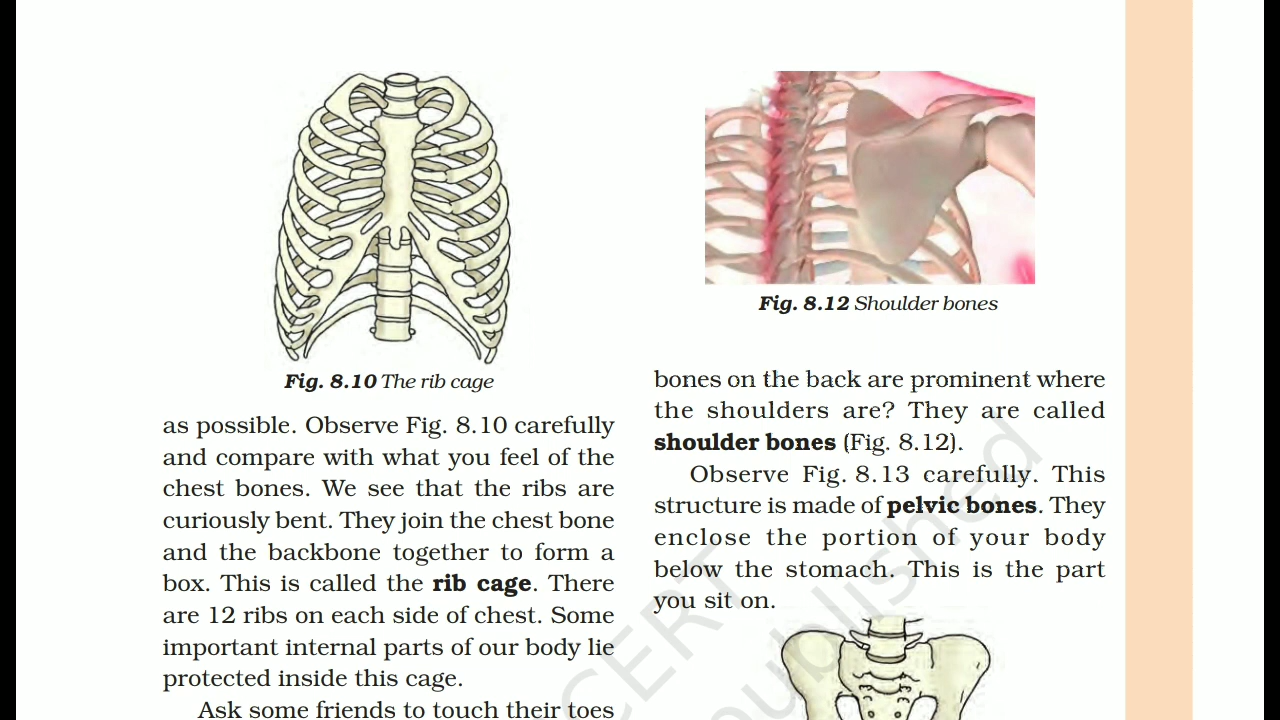 Fig. 8.10 The rib cage
as possible. Observe Fig. 8.10 carefully
and compare with what you feel of the
chest bones. We see that the ribs are
curiously bent. They join the chest bone
and the backbone together to form a
box. This is called the rib cage. There
are 12 ribs on each side of chest. Some
important internal parts of our body lie
protected inside this cage.
Ask some friends to touch their toes
Fig. 8.12 Shoulder bones
bones on the back are prominent where
the shoulders are? They are called
shoulder bones (Fig. 8.12).
Observe Fig. 8.13 carefully. This
structure is made of pelvic bones. They
enclose the portion of your body
below the stomach. This is the part
you sit on.